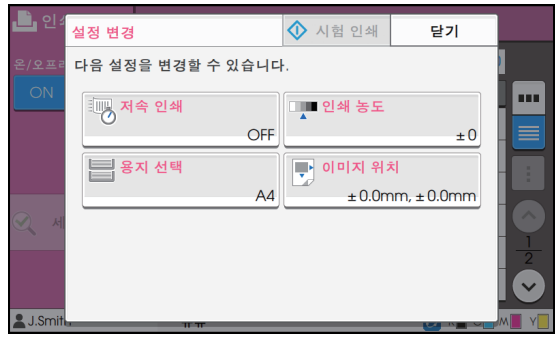 인쇄
설정 변경
시험 인쇄
닫기
온/오프라
다음 설정을 변경할 수 있습니다.
ON
저속 인쇄
OFF
인쇄 농도
±0
용지 선택
A4
이미지 위치
±0.0mm, ±0.0mm
세
1
2
J.Smith
M
Y